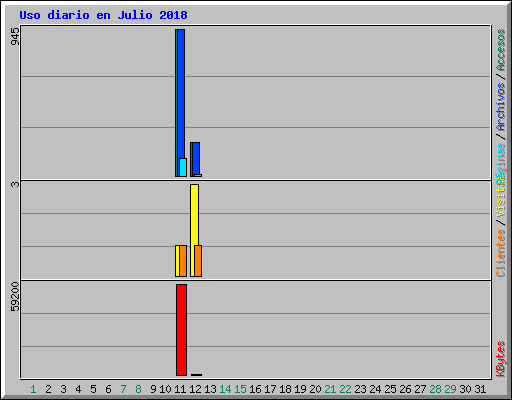 Uso diario en Julio 2018
945
3
59200
Accesos / Archivos / Páginas
Visitas / Clientes
KBytes
1 2 3 4 5 6 7 8 9 10 11 12 13 14 15 16 17 18 19 20 21 22 23 24 25 26 27 28 29 30 31